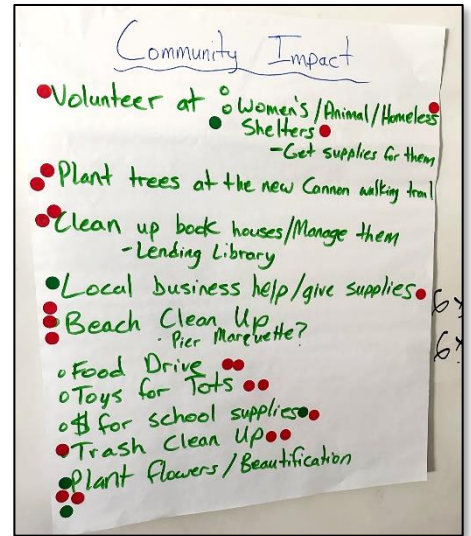 Community Impact
Volunteer at Women's/Animal/Homeless
Shelters
- Get supplies for them
Plant trees at the new Cannon walking trail
Clean up book houses/Manage them
- Lending Library
Local business help/give supplies
Beach Clean Up
· Pier Marquette?
Food Drive
Toys for Tots
$ for school supplies
Trash Clean Up
Plant flowers/Beautification